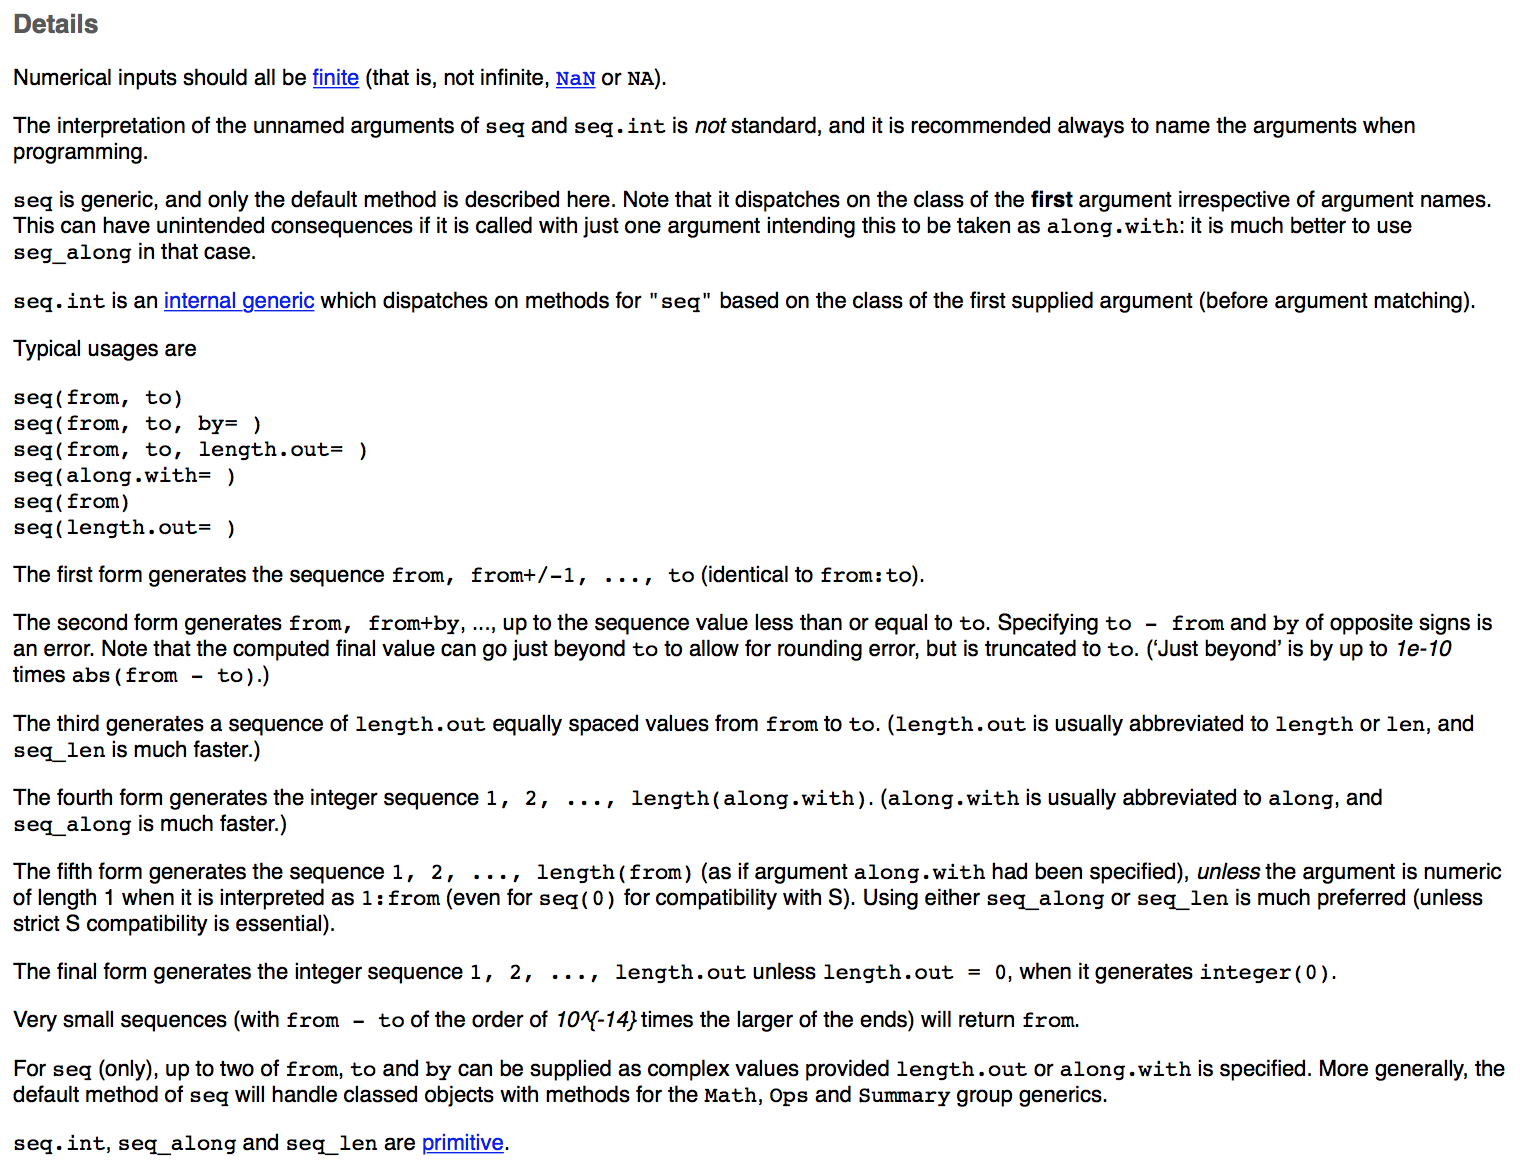 Details
Numerical inputs should all be finite (that is, not infinite, NaN or NA).
The interpretation of the unnamed arguments of seq and seq.int is not standard, and it is recommended always to name the arguments when
programming.
seq is generic, and only the default method is described here. Note that it dispatches on the class of the first argument irrespective of argument names.
This can have unintended consequences if it is called with just one argument intending this to be taken as along.with: it is much better to use
seq_along in that case.
seq.int is an internal generic which dispatches on methods for "seq" based on the class of the first supplied argument (before argument matching).
Typical usages are
seq(from, to)
seq(from, to, by= )
seq(from, to, length.out= )
seq(along.with= )
seq(from)
seq(length.out= )
The first form generates the sequence from, from+/-1, ..., to (identical to from:to).
The second form generates from, from+by, ..., up to the sequence value less than or equal to to. Specifying to - from and by of opposite signs is
an error. Note that the computed final value can go just beyond to to allow for rounding error, but is truncated to to. (‘Just beyond’ is by up to 1e-10
times abs(from - to).)
The third generates a sequence of length.out equally spaced values from from to to. (length.out is usually abbreviated to length or len, and
seq_len is much faster.)
The fourth form generates the integer sequence 1, 2, ..., length(along.with). (along.with is usually abbreviated to along, and
seq_along is much faster.)
The fifth form generates the sequence 1, 2, ..., length(from) (as if argument along.with had been specified), unless the argument is numeric
of length 1 when it is interpreted as 1:from (even for seq(0) for compatibility with S). Using either seq_along or seq_len is much preferred (unless
strict S compatibility is essential).
The final form generates the integer sequence 1, 2, ..., length.out unless length.out = 0, when it generates integer(0).
Very small sequences (with from - to of the order of 10^{-14} times the larger of the ends) will return from.
For seq (only), up to two of from, to and by can be supplied as complex values provided length.out or along.with is specified. More generally, the
default method of seq will handle classed objects with methods for the Math, Ops and Summary group generics.
seq.int, seq_along and seq_len are primitive.